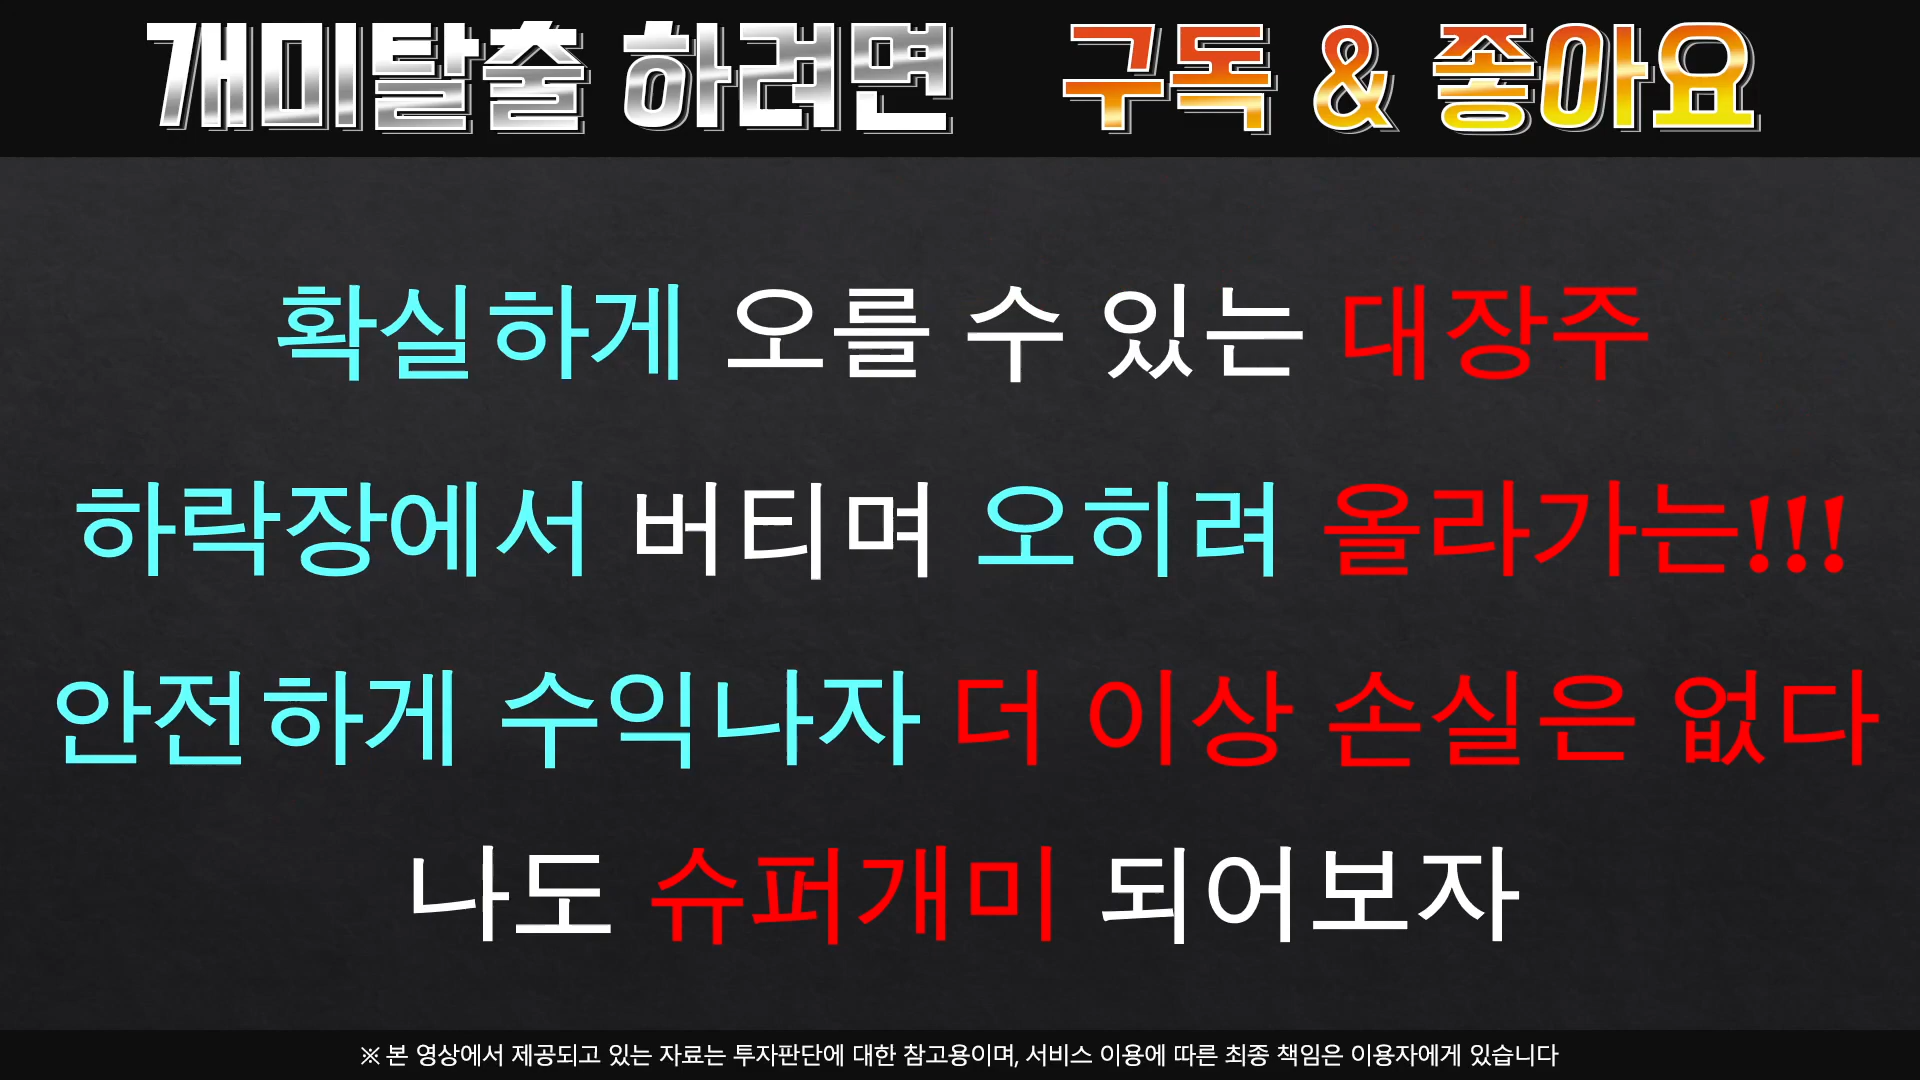 개미탈출 하려면 구독 & 좋아요
확실하게 오를 수 있는 대장주
하락장에서 버티며 오히려 올라가는!!!
안전하게 수익나자 더 이상 손실은 없다
나도 슈퍼개미 되어보자
※ 본 영상에서 제공되고 있는 자료는 투자판단에 대한 참고용이며, 서비스 이용에 따른 최종 책임은 이용자에게 있습니다